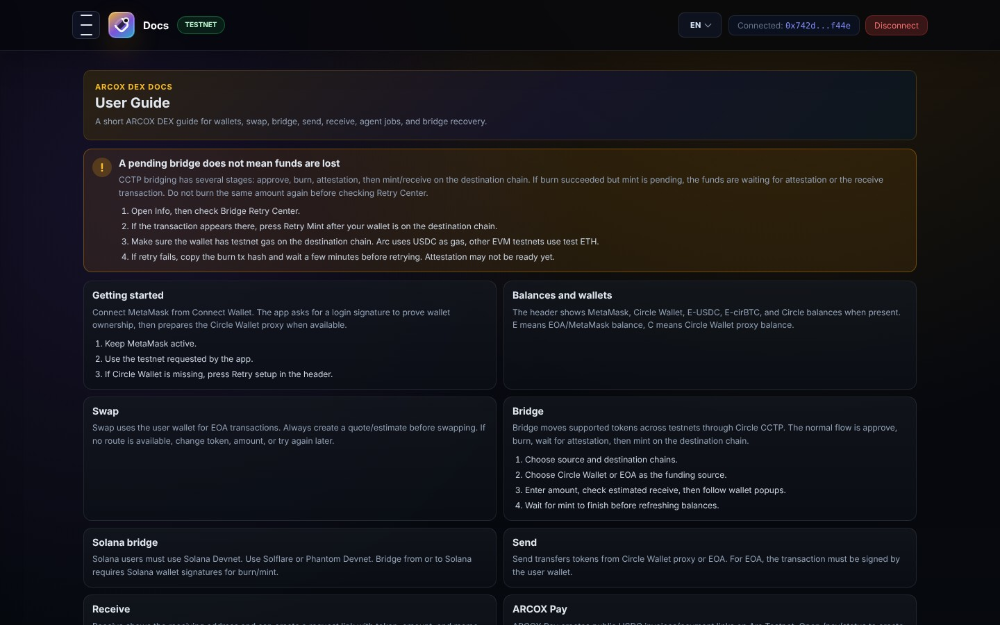 Docs
TESTNET
EN
Connected: 0x742d...f44e
Disconnect
ARCOX DEX DOCS
User Guide
A short ARCOX DEX guide for wallets, swap, bridge, send, receive, agent jobs, and bridge recovery.
!
A pending bridge does not mean funds are lost
CCTP bridging has several stages: approve, burn, attestation, then mint/receive on the destination chain. If burn succeeded but mint is pending, the funds are waiting for attestation or the receive
transaction. Do not burn the same amount again before checking Retry Center.
1. Open Info, then check Bridge Retry Center.
2. If the transaction appears there, press Retry Mint after your wallet is on the destination chain.
3. Make sure the wallet has testnet gas on the destination chain. Arc uses USDC as gas, other EVM testnets use test ETH.
4. If retry fails, copy the burn tx hash and wait a few minutes before retrying. Attestation may not be ready yet.
Getting started
Connect MetaMask from Connect Wallet. The app asks for a login signature to prove wallet
ownership, then prepares the Circle Wallet proxy when available.
1. Keep MetaMask active.
2. Use the testnet requested by the app.
3. If Circle Wallet is missing, press Retry setup in the header.
Balances and wallets
The header shows MetaMask, Circle Wallet, E-USDC, E-cirBTC, and Circle balances when present.
E means EOA/MetaMask balance, C means Circle Wallet proxy balance.
Swap
Swap uses the user wallet for EOA transactions. Always create a quote/estimate before swapping. If
no route is available, change token, amount, or try again later.
Bridge
Bridge moves supported tokens across testnets through Circle CCTP. The normal flow is approve,
burn, wait for attestation, then mint on the destination chain.
1. Choose source and destination chains.
2. Choose Circle Wallet or EOA as the funding source.
3. Enter amount, check estimated receive, then follow wallet popups.
4. Wait for mint to finish before refreshing balances.
Solana bridge
Solana users must use Solana Devnet. Use Solflare or Phantom Devnet. Bridge from or to Solana
requires Solana wallet signatures for burn/mint.
Send
Send transfers tokens from Circle Wallet proxy or EOA. For EOA, the transaction must be signed by
the user wallet.
Receive
ARCOX Pay